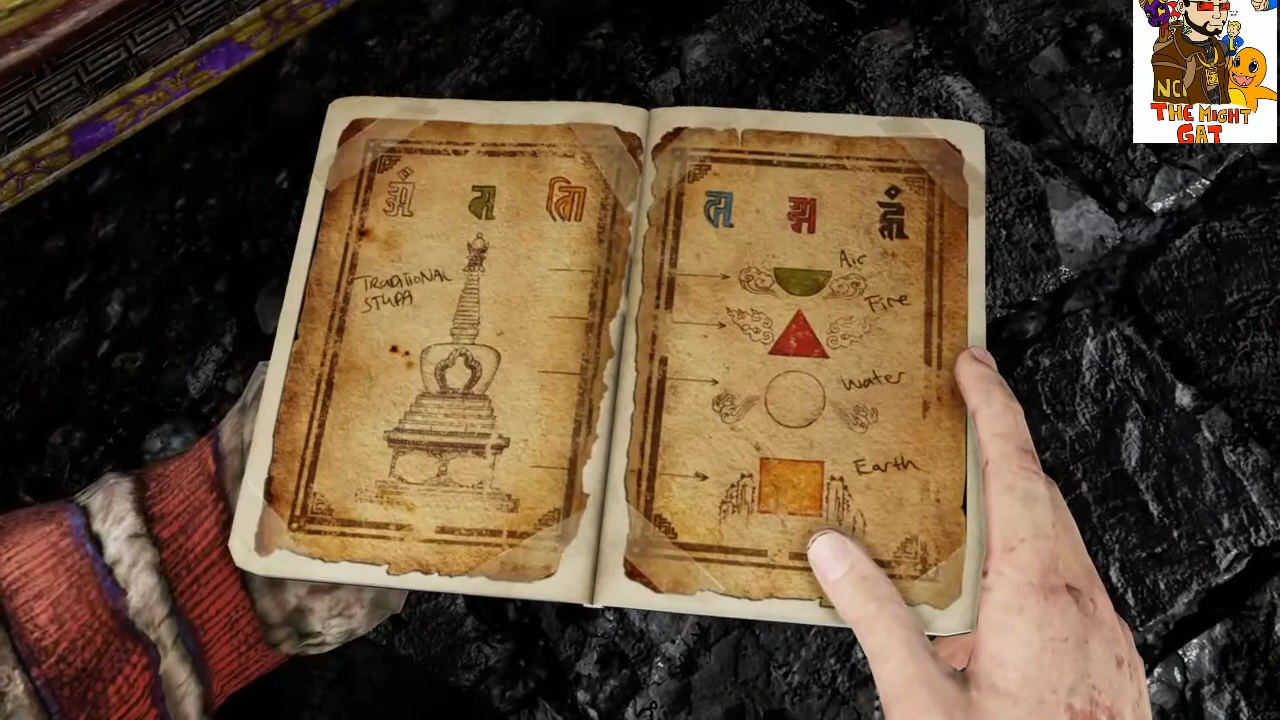 TRADITIONAL
STUPA
Air
Fire
Water
Earth
NC
THE MIGHT
GAT